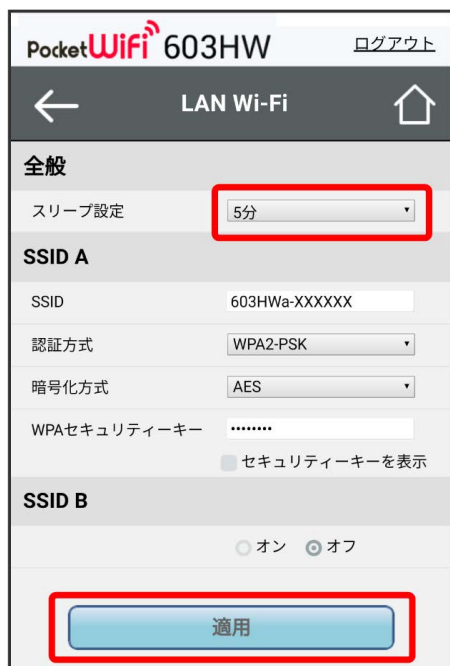 PocketWiFi 603HW ログアウト
LAN Wi-Fi
全般
スリープ設定 5分
SSID A
SSID 603HWa-XXXXXX
認証方式 WPA2-PSK
暗号化方式 AES
WPAセキュリティーキー ••••••••
セキュリティーキーを表示
SSID B
オン オフ
適用